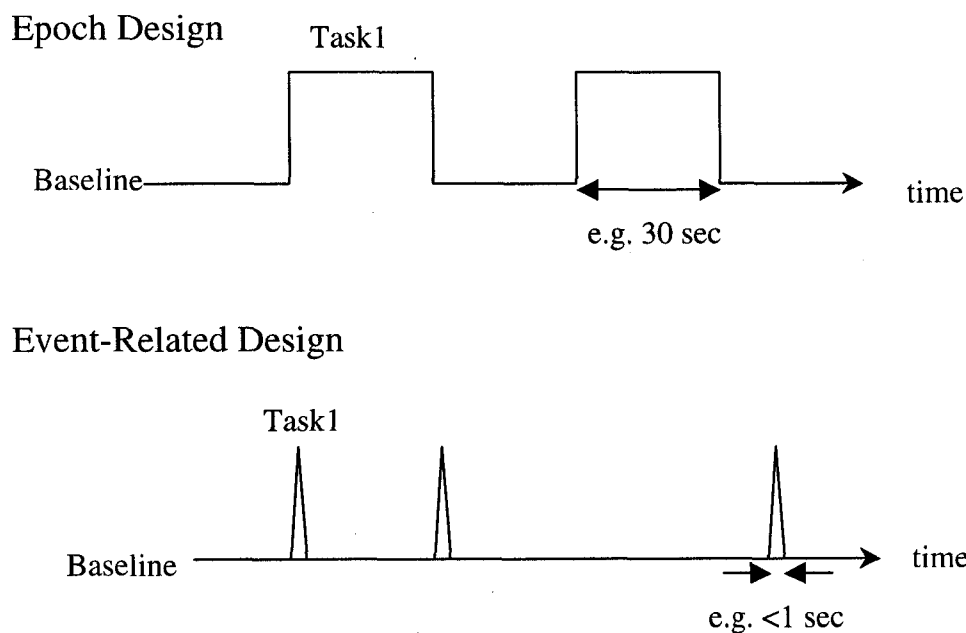 Epoch Design
Task1
Baseline
time
e.g. 30 sec
Event-Related Design
Task1
Baseline
time
e.g. <1 sec